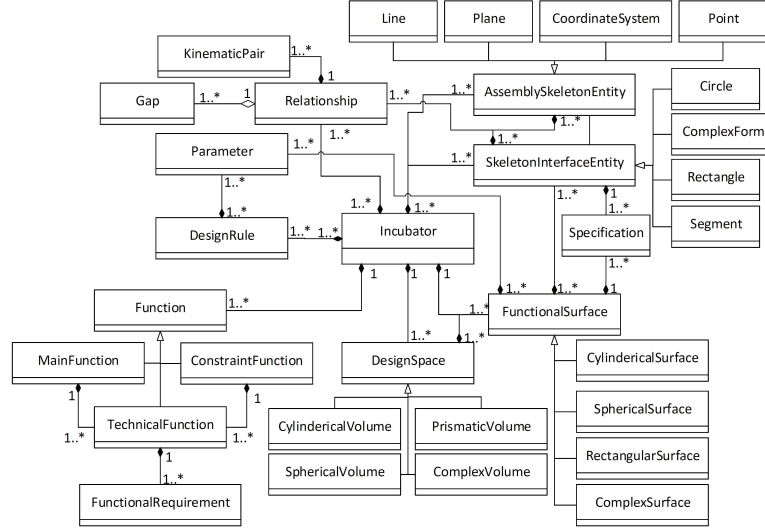 Line
Plane
CoordinateSystem
Point
KinematicPair
1..*
1
Gap
1..*
1
Relationship
1..*
1..*
1..*
AssemblySkeletonEntity
1..*
Circle
Parameter
1..*
1..*
1..*
SkeletonInterfaceEntity
ComplexForm
1..*
1..*
1
Rectangle
1..*
1..*
1..*
1..*
Segment
DesignRule
1..*
1..*
Incubator
Specification
1..*
1
1
1
Function
1..*
1..*
1..*
1..*
1
FunctionalSurface
MainFunction
ConstraintFunction
1..*
1..*
DesignSpace
CylindericalSurface
1
1
TechnicalFunction
1..*
1..*
CylindericalVolume
PrismaticVolume
SphericalSurface
1
SphericalVolume
ComplexVolume
RectangularSurface
1..*
FunctionalRequirement
ComplexSurface